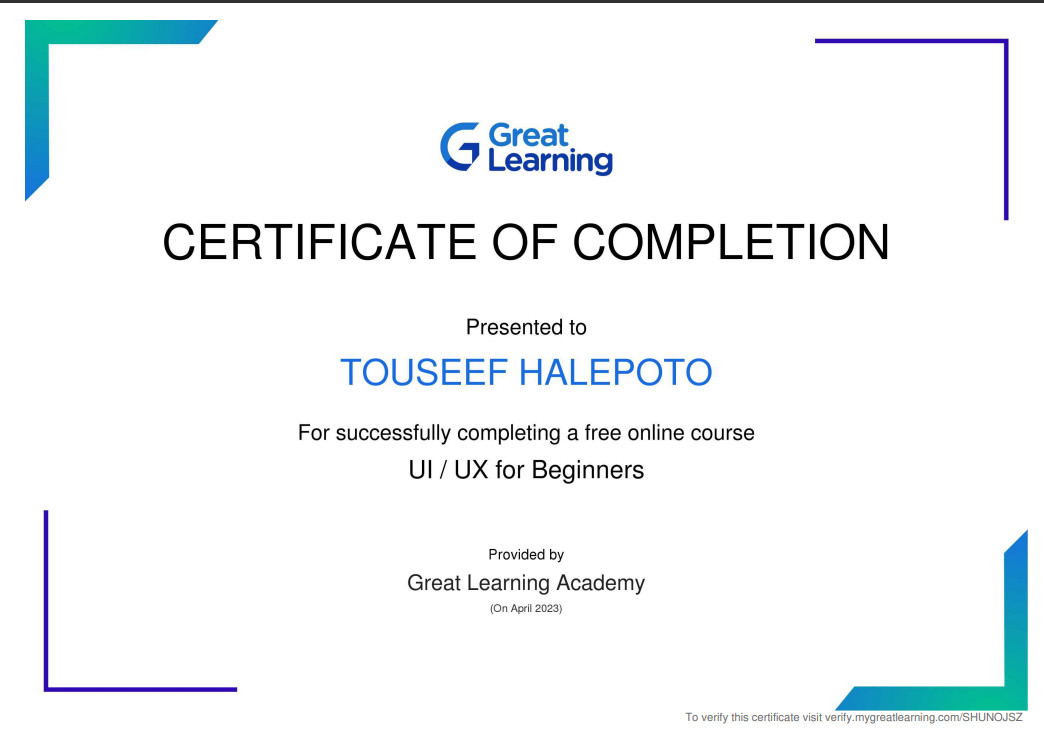 Great
Learning
CERTIFICATE OF COMPLETION
Presented to
TOUSEEF HALEPOTO
For successfully completing a free online course
UI / UX for Beginners
Provided by
Great Learning Academy
(On April 2023)
To verify this certificate visit verify.mygreatlearning.com/SHUNOJSZ